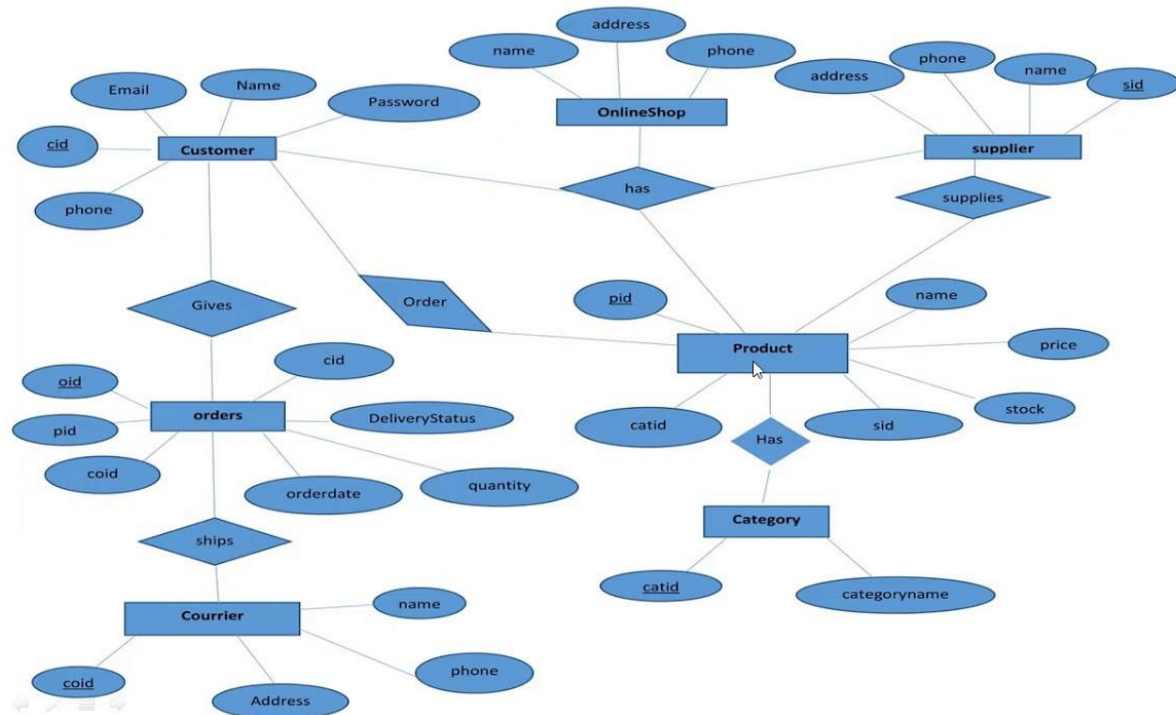 address
name
phone
OnlineShop
phone
name
address
sid
supplier
Email
Name
Password
cid
Customer
phone
has
supplies
Gives
Order
pid
name
Product
price
catid
sid
stock
Has
cid
oid
orders
DeliveryStatus
pid
coid
orderdate
quantity
Category
catid
categoryname
ships
Courrier
name
coid
Address
phone